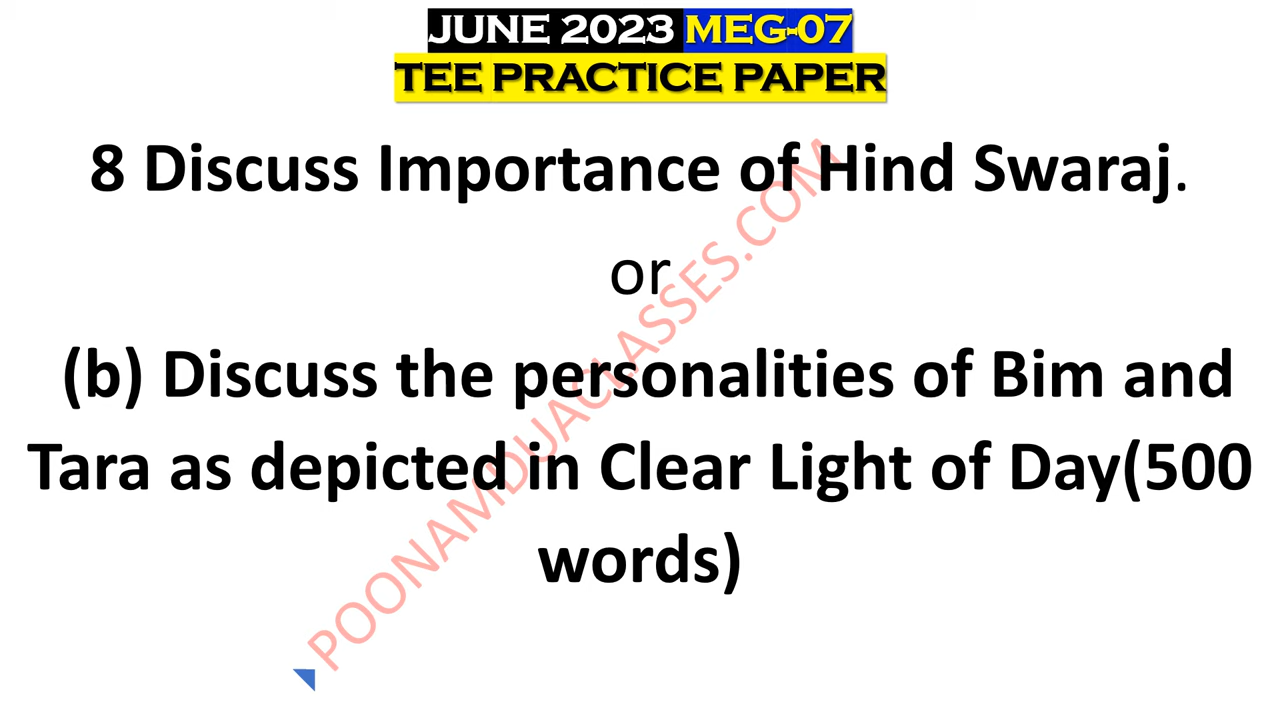 JUNE 2023 MEG-07
TEE PRACTICE PAPER
8 Discuss Importance of Hind Swaraj.
or
(b) Discuss the personalities of Bim and
Tara as depicted in Clear Light of Day(500
words)
POONAMDUACLASSES.COM